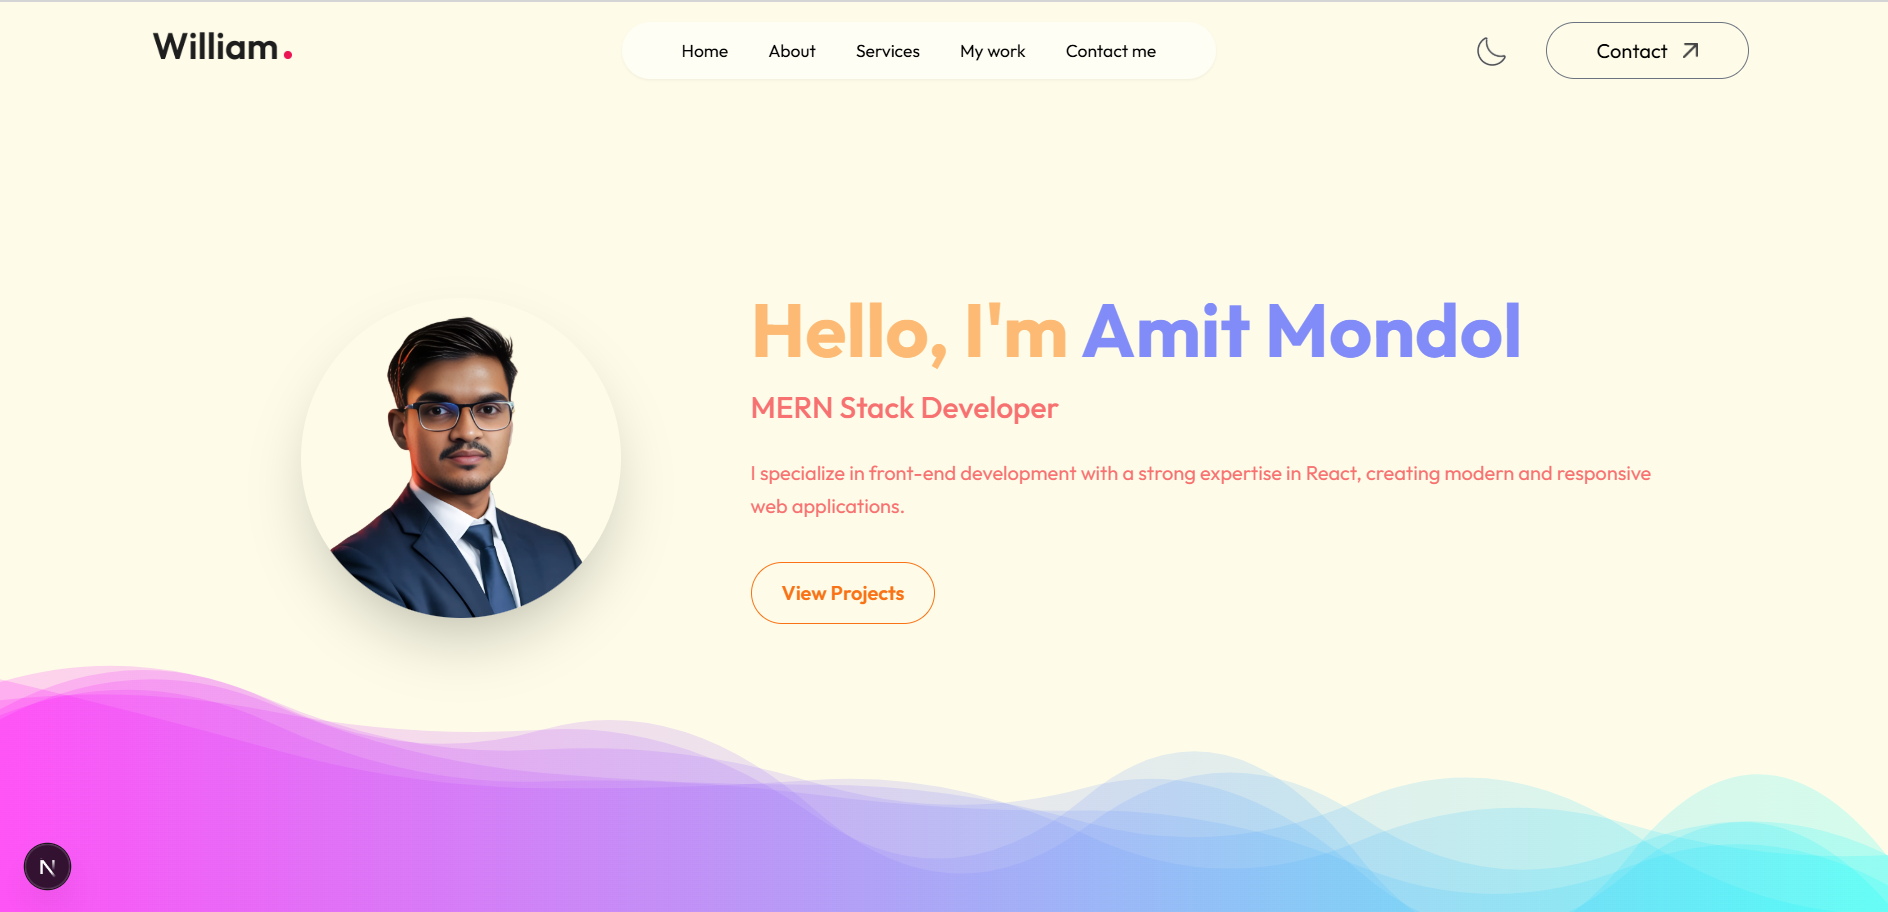 William.
Home About Services My work Contact me
Contact
Hello, I'm Amit Mondol
MERN Stack Developer
I specialize in front-end development with a strong expertise in React, creating modern and responsive
web applications.
View Projects
N